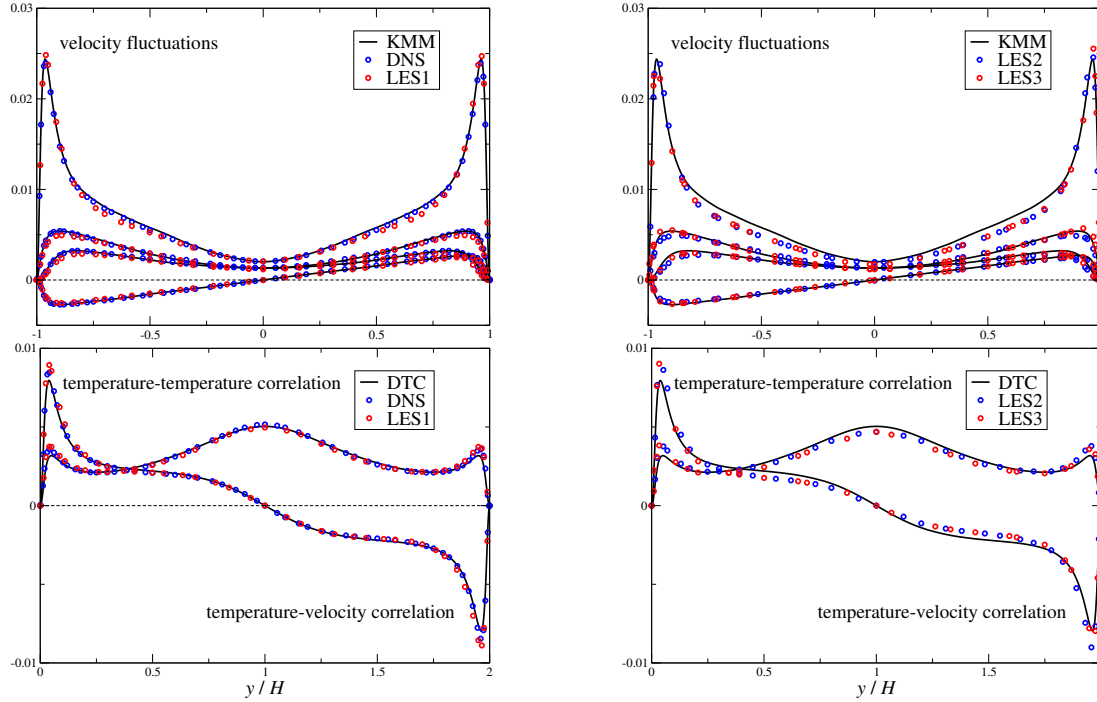 velocity fluctuations
KMM
DNS
LES1
0.03
0.02
0.01
0
-1
-0.5
0
0.5
1
velocity fluctuations
KMM
LES2
LES3
0.03
0.02
0.01
0
-1
-0.5
0
0.5
0.01
temperature-temperature correlation
DTC
DNS
LES1
0
temperature-velocity correlation
-0.01
0
0.5
1
1.5
2
y / H
0.01
temperature-temperature correlation
DTC
LES2
LES3
0
temperature-velocity correlation
-0.01
0
0.5
1
1.5
y / H